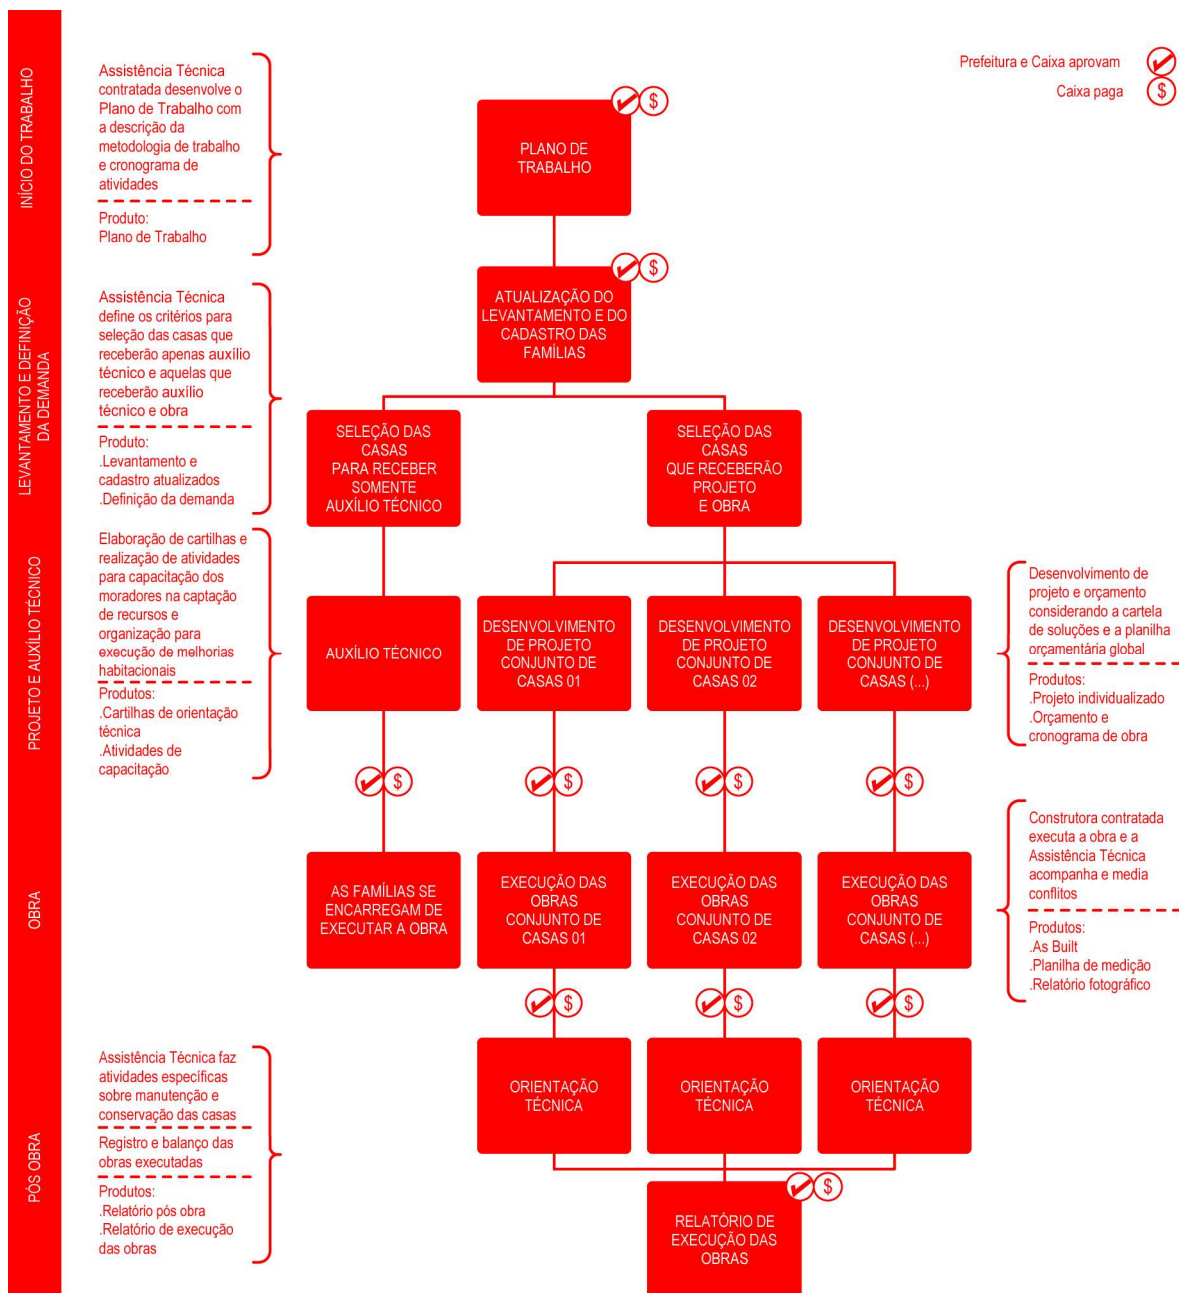 Prefeitura e Caixa aprovam
Caixa paga
$
INÍCIO DO TRABALHO
Assistência Técnica
contratada desenvolve o
Plano de Trabalho com
a descrição da
metodologia de trabalho
e cronograma de
atividades
Produto:
Plano de Trabalho
$
PLANO DE
TRABALHO
LEVANTAMENTO E DEFINIÇÃO
DA DEMANDA
Assistência Técnica
define os critérios para
seleção das casas que
receberão apenas auxílio
técnico e aquelas que
receberão auxílio
técnico e obra
Produto:
.Levantamento e
cadastro atualizados
.Definição da demanda
$
ATUALIZAÇÃO DO
LEVANTAMENTO E DO
CADASTRO DAS
FAMÍLIAS
SELEÇÃO DAS
CASAS
PARA RECEBER
SOMENTE
AUXÍLIO TÉCNICO
SELEÇÃO DAS
CASAS
QUE RECEBERÃO
PROJETO
E OBRA
PROJETO E AUXÍLIO TÉCNICO
Elaboração de cartilhas e
realização de atividades
para capacitação dos
moradores na captação
de recursos e
organização para
execução de melhorias
habitacionais
Produtos:
.Cartilhas de orientação
técnica
.Atividades de
capacitação
AUXÍLIO TÉCNICO
DESENVOLVIMENTO
DE PROJETO
CONJUNTO DE
CASAS 01
DESENVOLVIMENTO
DE PROJETO
CONJUNTO DE
CASAS 02
DESENVOLVIMENTO
DE PROJETO
CONJUNTO DE
CASAS (...)
Desenvolvimento de
projeto e orçamento
considerando a cartela
de soluções e a planilha
orçamentária global
Produtos:
.Projeto individualizado
.Orçamento e
cronograma de obra
$
$
$
$
OBRA
AS FAMÍLIAS SE
ENCARREGAM DE
EXECUTAR A OBRA
EXECUÇÃO DAS
OBRAS
CONJUNTO DE
CASAS 01
EXECUÇÃO DAS
OBRAS
CONJUNTO DE
CASAS 02
EXECUÇÃO DAS
OBRAS
CONJUNTO DE
CASAS (...)
Construtora contratada
executa a obra e a
Assistência Técnica
acompanha e media
conflitos
Produtos:
.As Built
.Planilha de medição
.Relatório fotográfico
$
$
$
PÓS OBRA
Assistência Técnica faz
atividades específicas
sobre manutenção e
conservação das casas
Registro e balanço das
obras executadas
Produtos:
.Relatório pós obra
.Relatório de execução
das obras
ORIENTAÇÃO
TÉCNICA
ORIENTAÇÃO
TÉCNICA
ORIENTAÇÃO
TÉCNICA
$
RELATÓRIO DE
EXECUÇÃO DAS
OBRAS